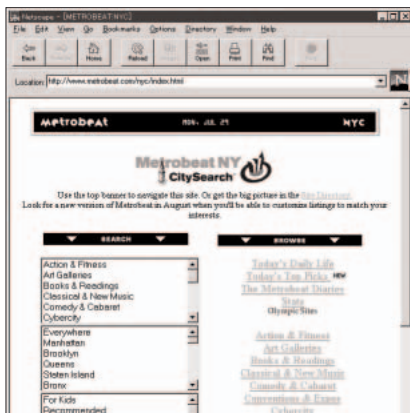 Netscape - [METROBEAT:NYC]
File Edit View Go Bookmarks Options Directory Window Help
Back Home Reload Open Print Find
Location: http://www.metrobeat.com/nyc/index.html
metrobeat MON, JUL 29 NYC
Metrobeat NY
CitySearch
Use the top banner to navigate this site. Or get the big picture in the Site Directory.
Look for a new version of Metrobeat in August when you'll be able to customize listings to match your
interests.
SEARCH
Action & Fitness
Art Galleries
Books & Readings
Classical & New Music
Comedy & Cabaret
Cybercity
Everywhere
Manhattan
Brooklyn
Queens
Staten Island
Bronx
For Kids
Recommended
BROWSE
Today's Daily Life
Today's Top Picks NEW
The Metrobeat Diaries
Stats
Olympic Sites
Action & Fitness
Art Galleries
Books & Readings
Classical & New Music
Comedy & Cabaret
Conventions & Expos
Cybercity